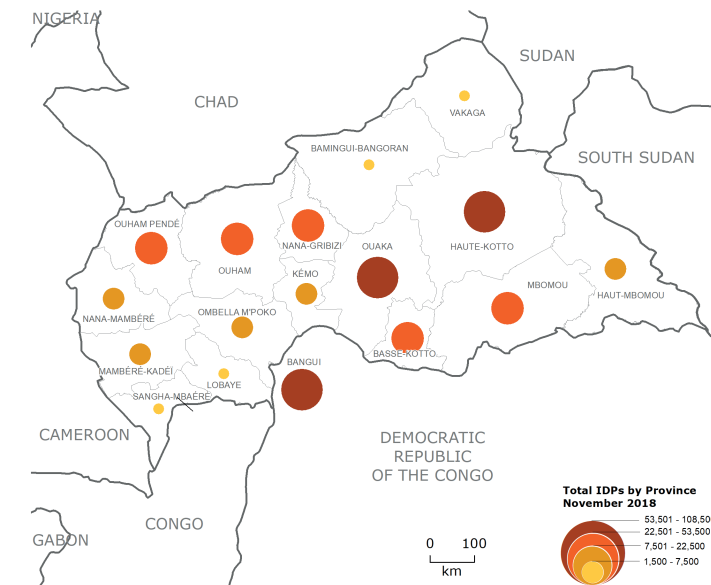 NIGERIA
SUDAN
CHAD
VAKAGA
BAMINGUI-BANGORAN
SOUTH SUDAN
OUHAM PENDÉ
NANA-GRIBIZI
OUAKA
HAUTE-KOTTO
OUHAM
KÉMO
MBOMOU
HAUT-MBOMOU
NANA-MAMBÉRÉ
OMBELLA M'POKO
BASSE-KOTTO
BANGUI
MAMBÉRÉ-KADÉÏ
LOBAYE
SANGHA-MBAÉRÉ
CAMEROON
DEMOCRATIC
REPUBLIC
OF THE CONGO
CONGO
GABON
0 100
km
Total IDPs by Province
November 2018
53,501 - 108,50
22,501 - 53,500
7,501 - 22,500
1,500 - 7,500